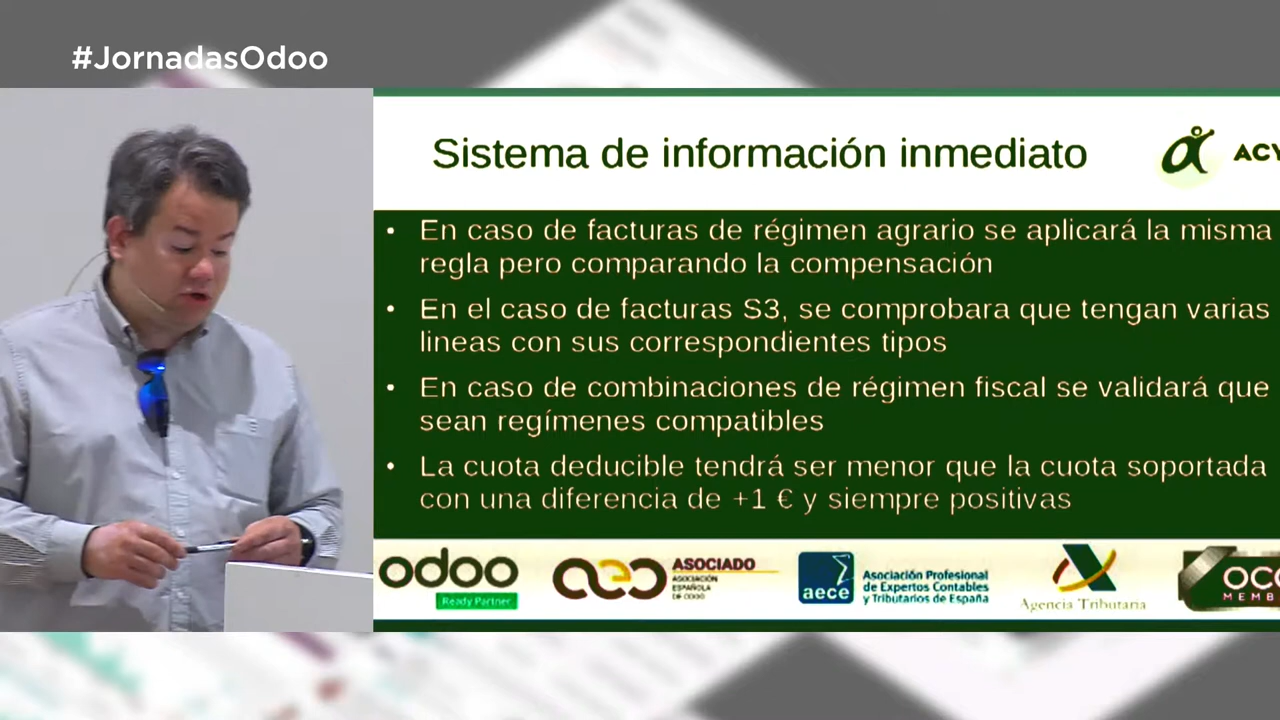 #JornadasOdoo
Sistema de información inmediato
• En caso de facturas de régimen agrario se aplicará la misma
regla pero comparando la compensación
• En el caso de facturas S3, se comprobara que tengan varias
lineas con sus correspondientes tipos
• En caso de combinaciones de régimen fiscal se validará que
sean regímenes compatibles
• La cuota deducible tendrá ser menor que la cuota soportada
con una diferencia de +1 € y siempre positivas
odoo
Ready Partner
aeo
ASOCIADO
ASOCIACIÓN
ESPAÑOLA
DE ODOO
aece
Asociación Profesional
de Expertos Contables
y Tributarios de España
Agencia Tributaria